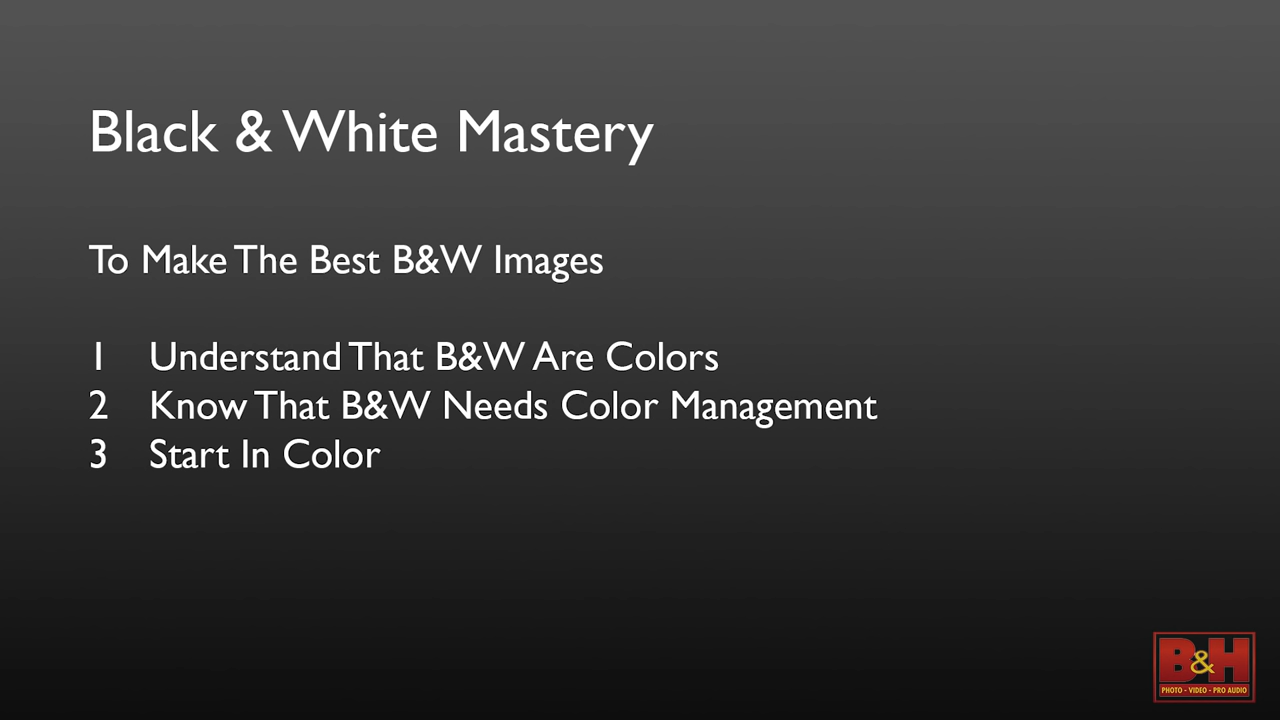 Black & White Mastery
To Make The Best B&W Images
1 Understand That B&W Are Colors
2 Know That B&W Needs Color Management
3 Start In Color
B&H
PHOTO - VIDEO - PRO AUDIO